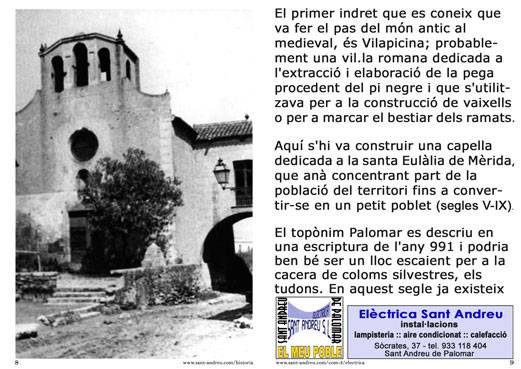 El primer indret que es coneix que
va fer el pas del món antic al
medieval, és Vilapicina; probable-
ment una vil.la romana dedicada a
l'extracció i elaboració de la pega
procedent del pi negre i que s'utilit-
zava per a la construcció de vaixells
o per a marcar el bestiar dels ramats.
Aquí s'hi va construir una capella
dedicada a la santa Eulàlia de Mèrida,
que anà concentrant part de la
població del territori fins a conver-
tir-se en un petit poblet (segles V-IX).
El topònim Palomar es descriu en
una escriptura de l'any 991 i podria
ben bé ser un lloc escaient per a la
cacera de coloms silvestres, els
tudons. En aquest segle ja existeix
SANT ANDREU
DE PALOMAR
ELECTRICA
SANT ANDREU S.L.
EL MEU POBLE
Elèctrica Sant Andreu
instal·lacions
lampisteria :: aire condicionat :: calefacció
Sòcrates, 37 - tel. 933 118 404
Sant Andreu de Palomar
8
www.sant-andreu.com/historia
www.sant-andreu.com/com-d/electrica
9